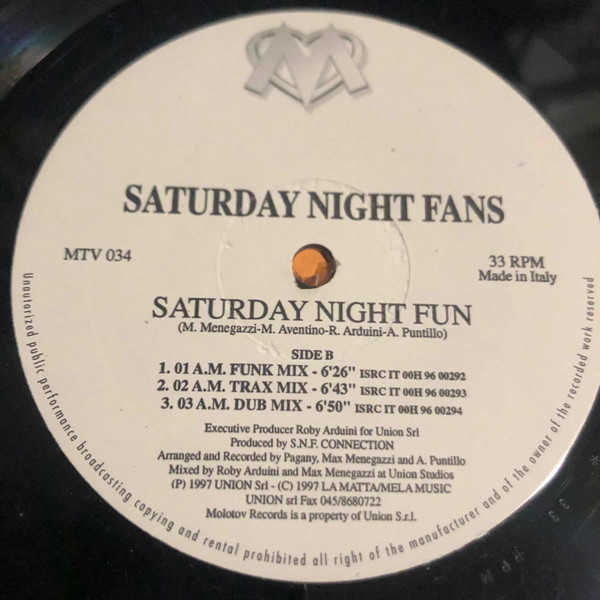 M
SATURDAY NIGHT FANS
MTV 034
33 RPM
Made in Italy
SATURDAY NIGHT FUN
(M. Menegazzi-M. Aventino-R. Arduini-A. Puntillo)
SIDE B
1. 01 A.M. FUNK MIX - 6'26" ISRC IT 00H 96 00292
2. 02 A.M. TRAX MIX - 6'43" ISRC IT 00H 96 00293
3. 03 A.M. DUB MIX - 6'50" ISRC IT 00H 96 00294
Executive Producer Roby Arduini for Union Srl
Produced by S.N.F. CONNECTION
Arranged and Recorded by Pagany, Max Menegazzi and A. Puntillo
Mixed by Roby Arduini and Max Menegazzi at Union Studios
(P) 1997 UNION Srl - (C) 1997 LA MATTA/MELA MUSIC
UNION srl Fax 045/8680722
Molotov Records is a property of Union S.r.l.
Unautorized public performance broadcasting copying and rental prohibited all right of the manufacturer and of the owner of the recorded work reserved
33 RPM